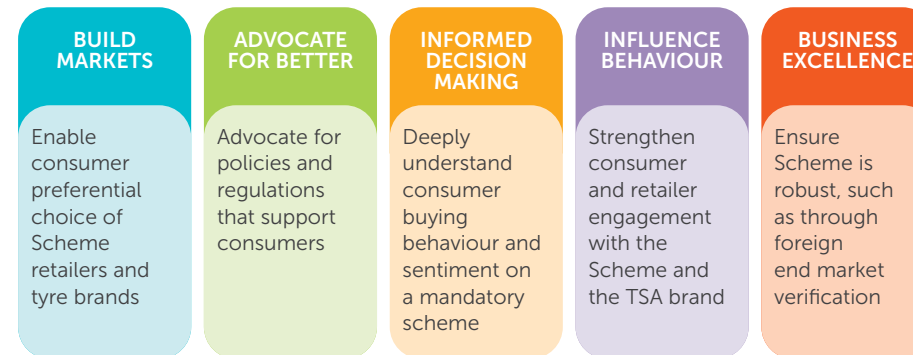 BUILD
MARKETS
Enable
consumer
preferential
choice of
Scheme
retailers and
tyre brands
ADVOCATE
FOR BETTER
Advocate for
policies and
regulations
that support
consumers
INFORMED
DECISION
MAKING
Deeply
understand
consumer
buying
behaviour and
sentiment on
a mandatory
scheme
INFLUENCE
BEHAVIOUR
Strengthen
consumer
and retailer
engagement
with the
Scheme and
the TSA brand
BUSINESS
EXCELLENCE
Ensure
Scheme is
robust, such
as through
foreign
end market
verification